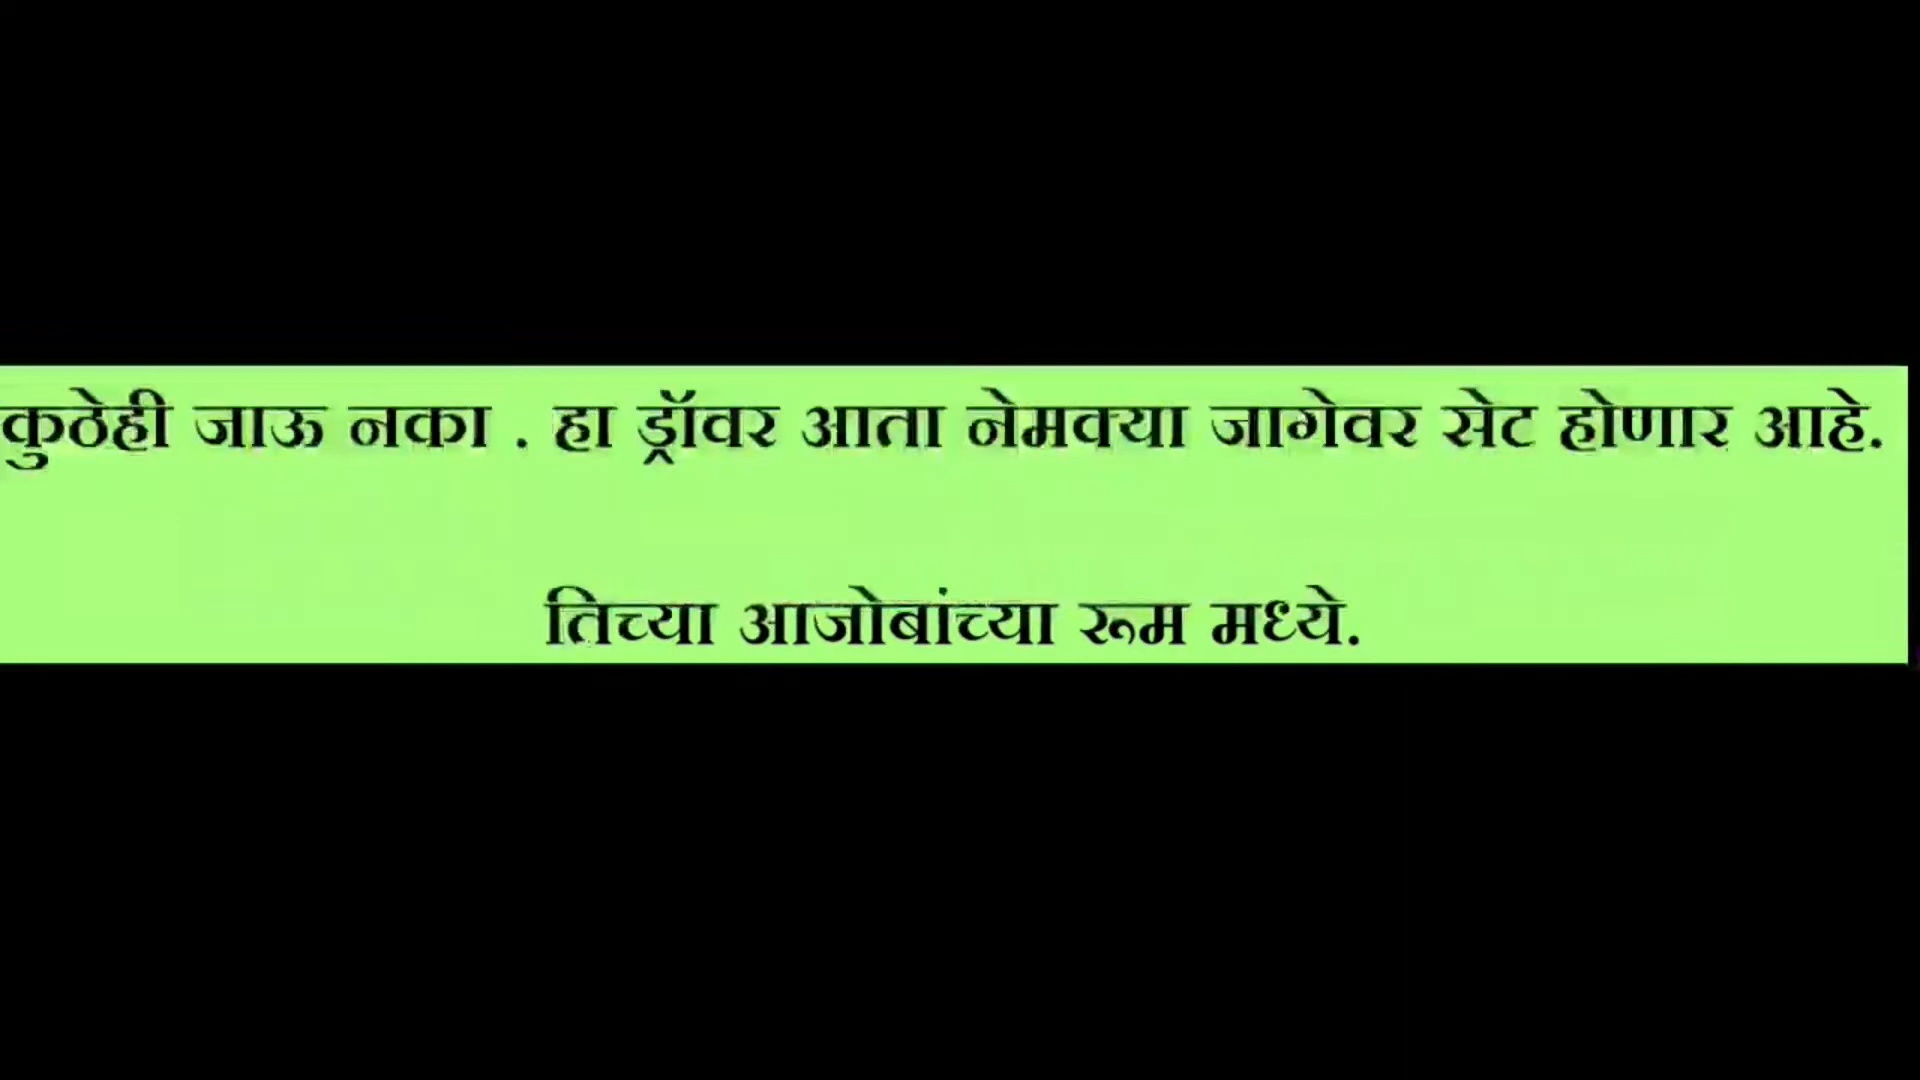 कुठेही जाऊ नका . हा ड्रॉवर आता नेमक्या जागेवर सेट होणार आहे.
तिच्या आजोबांच्या रूम मध्ये.